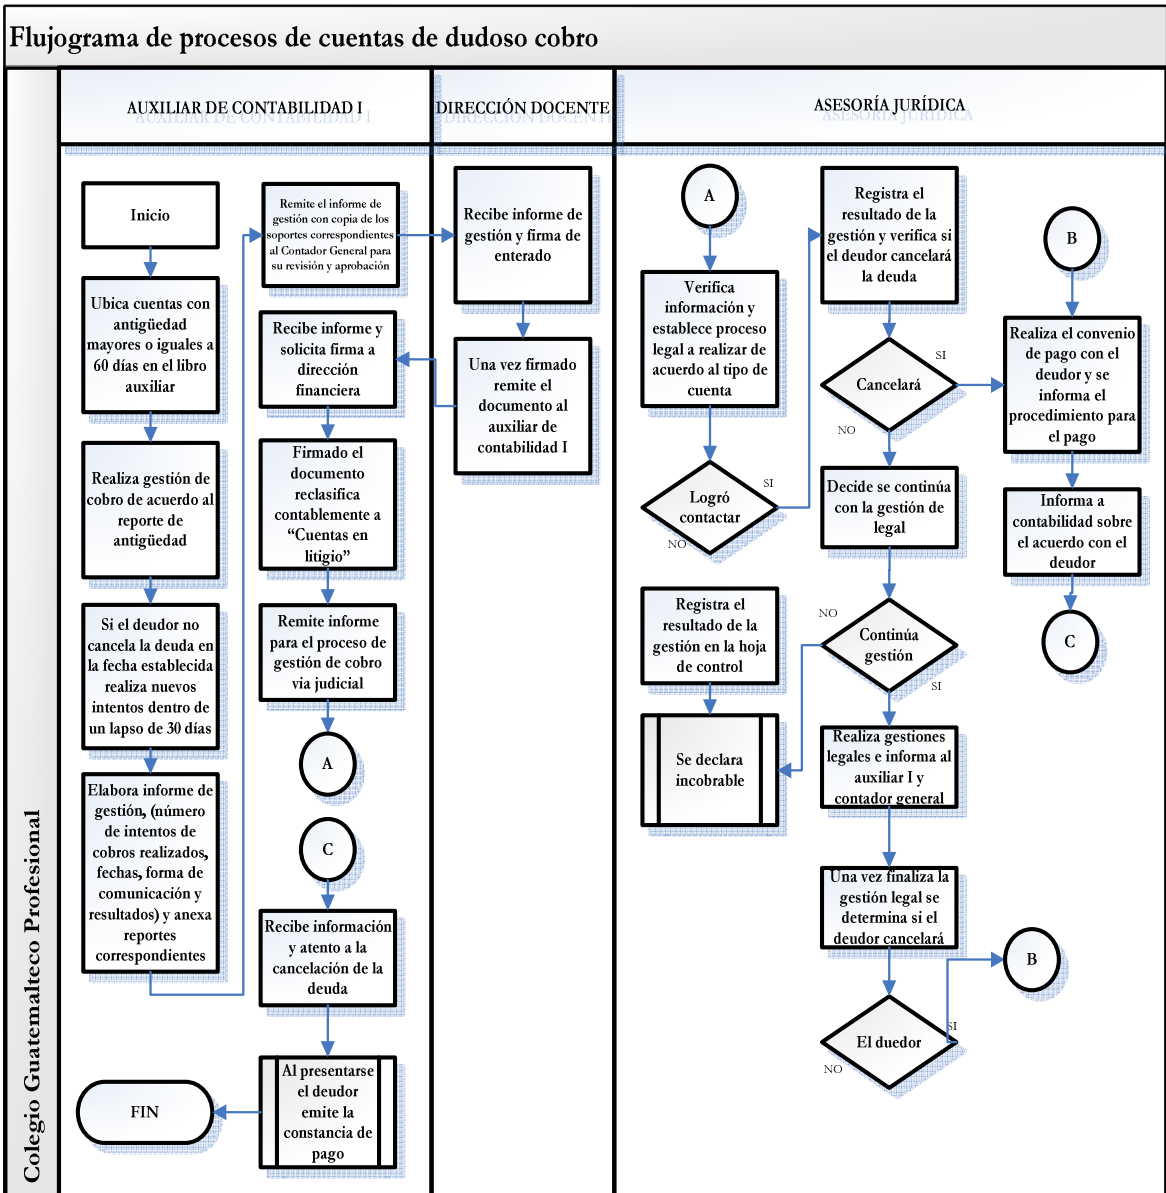 Flujograma de procesos de cuentas de dudoso cobro
Colegio Guatemalteco Profesional
AUXILIAR DE CONTABILIDAD I
DIRECCIÓN DOCENTE
ASESORÍA JURÍDICA
Inicio
Ubica cuentas con
antigüedad
mayores o iguales a
60 días en el libro
auxiliar
Realiza gestión de
cobro de acuerdo al
reporte de
antigüedad
Si el deudor no
cancela la deuda en
la fecha establecida
realiza nuevos
intentos dentro de
un lapso de 30 días
Elabora informe de
gestión, (número
de intentos de
cobros realizados,
fechas, forma de
comunicación y
resultados) y anexa
reportes
correspondientes
Remite el informe de
gestión con copia de los
soportes correspondientes
al Contador General para
su revisión y aprobación
Recibe informe y
solicita firma a
dirección
financiera
Firmado el
documento
reclasifica
contablemente a
“Cuentas en
litigio”
Remite informe
para el proceso de
gestión de cobro
via judicial
A
C
Recibe información
y atento a la
cancelación de la
deuda
Al presentarse
el deudor
emite la
constancia de
pago
FIN
Recibe informe de
gestión y firma de
enterado
Una vez firmado
remite el
documento al
auxiliar de
contabilidad I
A
Verifica
información y
establece proceso
legal a realizar de
acuerdo al tipo de
cuenta
Logró
contactar
SI
NO
Registra el
resultado de la
gestión en la hoja
de control
Se declara
incobrable
Registra el
resultado de la
gestión y verifica si
el deudor cancelará
la deuda
Cancelará
SI
NO
Decide se continúa
con la gestión de
legal
Continúa
gestión
NO
SI
Realiza gestiones
legales e informa al
auxiliar I y
contador general
Una vez finaliza la
gestión legal se
determina si el
deudor cancelará
El duedor
SI
NO
B
Realiza el convenio
de pago con el
deudor y se
informa el
procedimiento para
el pago
Informa a
contabilidad sobre
el acuerdo con el
deudor
C
B